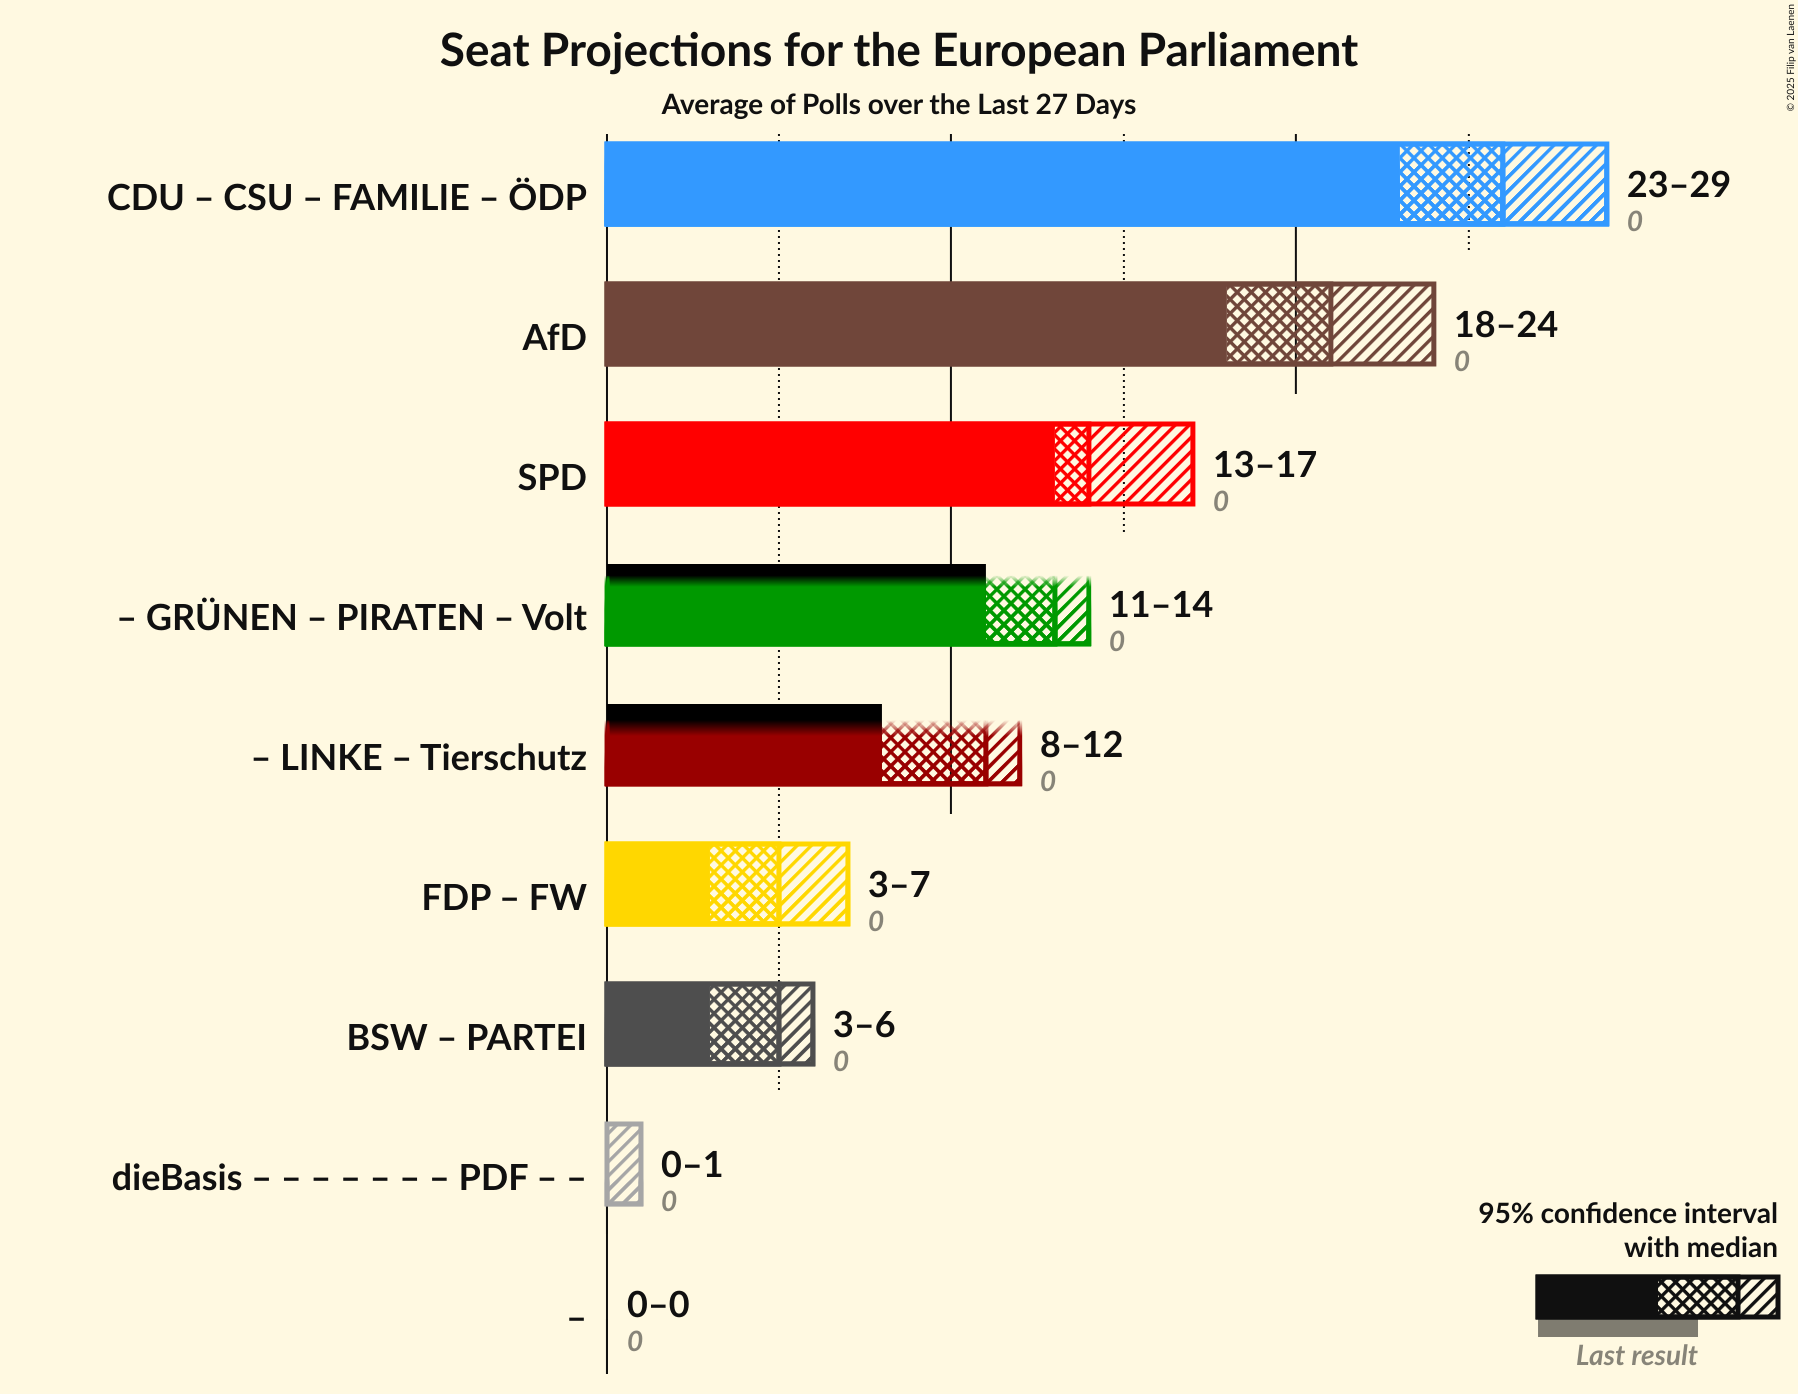 Seat Projections for the European Parliament
Average of Polls over the Last 27 Days
© 2025 Filip van Laenen
CDU – CSU – FAMILIE – ÖDP
23–29
0
AfD
18–24
0
SPD
13–17
0
– GRÜNEN – PIRATEN – Volt
11–14
0
– LINKE – Tierschutz
8–12
0
FDP – FW
3–7
0
BSW – PARTEI
3–6
0
dieBasis – – – – – – – PDF – –
0–1
0
–
0–0
0
95% confidence interval
with median
Last result